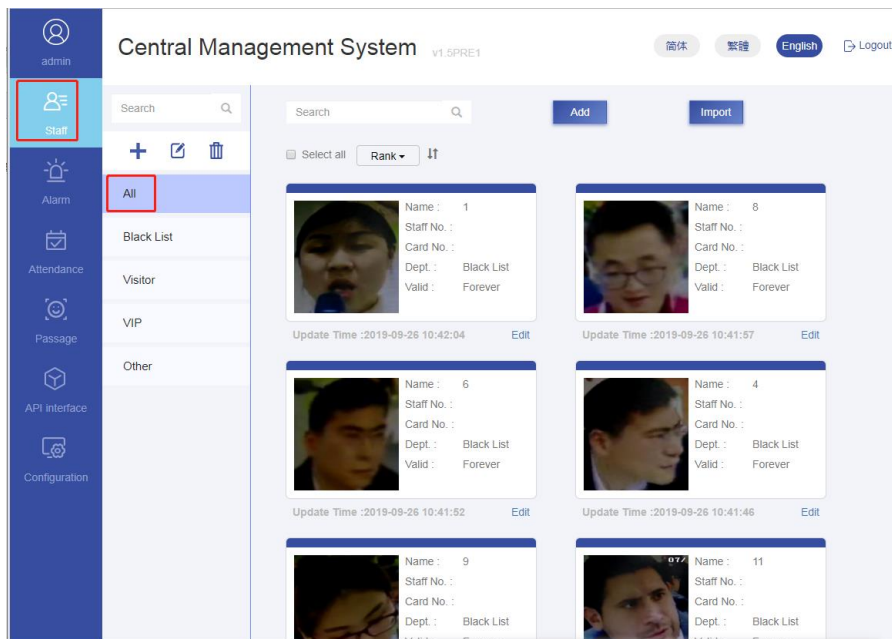 admin
Central Management System v1.5PRE1
简体 繁體 English Logout
Staff
Alarm
Attendance
Passage
API interface
Configuration
Search
All
Black List
Visitor
VIP
Other
Search Add Import
Select all Rank
Name : 1
Staff No. :
Card No. :
Dept. : Black List
Valid : Forever
Update Time :2019-09-26 10:42:04 Edit
Name : 8
Staff No. :
Card No. :
Dept. : Black List
Valid : Forever
Update Time :2019-09-26 10:41:57 Edit
Name : 6
Staff No. :
Card No. :
Dept. : Black List
Valid : Forever
Update Time :2019-09-26 10:41:52 Edit
Name : 4
Staff No. :
Card No. :
Dept. : Black List
Valid : Forever
Update Time :2019-09-26 10:41:46 Edit
Name : 9
Staff No. :
Card No. :
Dept. : Black List
07/
Name : 11
Staff No. :
Card No. :
Dept. : Black List